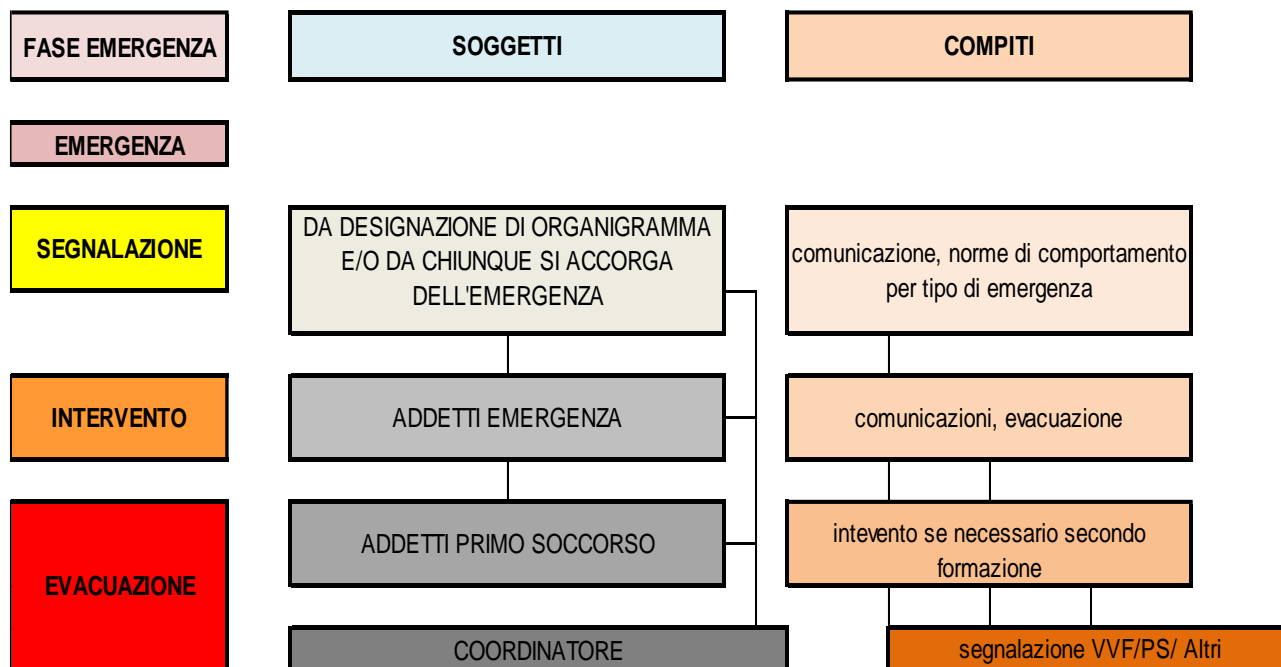 FASE EMERGENZA
SOGGETTI
COMPITI
EMERGENZA
SEGNALAZIONE
DA DESIGNAZIONE DI ORGANIGRAMMA
E/O DA CHIUNQUE SI ACCORGA
DELL'EMERGENZA
comunicazione, norme di comportamento
per tipo di emergenza
INTERVENTO
ADDETTI EMERGENZA
comunicazioni, evacuazione
EVACUAZIONE
ADDETTI PRIMO SOCCORSO
intevento se necessario secondo
formazione
COORDINATORE
segnalazione VVF/PS/ Altri